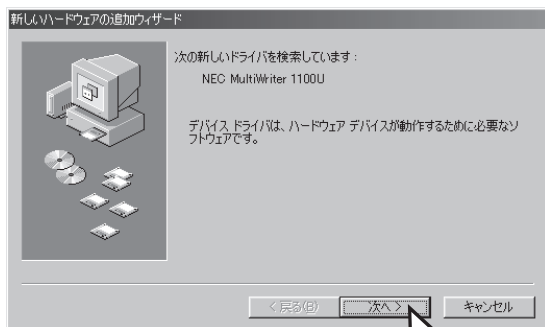 新しいハードウェアの追加ウィザード
次の新しいドライバを検索しています：
NEC MultiWriter 1100U
デバイス ドライバは、ハードウェア デバイスが動作するために必要なソ
フトウェアです。
< 戻る(B)
次へ >
キャンセル